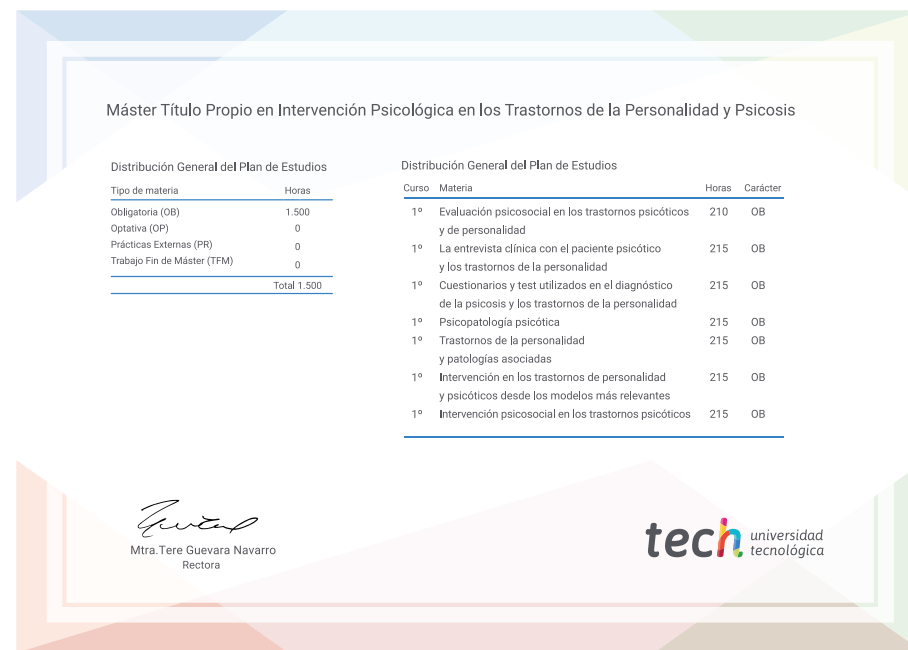 Máster Título Propio en Intervención Psicológica en los Trastornos de la Personalidad y Psicosis
Distribución General del Plan de Estudios
Tipo de materia Horas
Obligatoria (OB) 1.500
Optativa (OP) 0
Prácticas Externas (PR) 0
Trabajo Fin de Máster (TFM) 0
Total 1.500
Distribución General del Plan de Estudios
Curso Materia Horas Carácter
1º Evaluación psicosocial en los trastornos psicóticos 210 OB
y de personalidad
1º La entrevista clínica con el paciente psicótico 215 OB
y los trastornos de la personalidad
1º Cuestionarios y test utilizados en el diagnóstico 215 OB
de la psicosis y los trastornos de la personalidad
1º Psicopatología psicótica 215 OB
1º Trastornos de la personalidad 215 OB
y patologías asociadas
1º Intervención en los trastornos de personalidad 215 OB
y psicóticos desde los modelos más relevantes
1º Intervención psicosocial en los trastornos psicóticos 215 OB
Mtra.Tere Guevara Navarro
Rectora
tech universidad
tecnológica